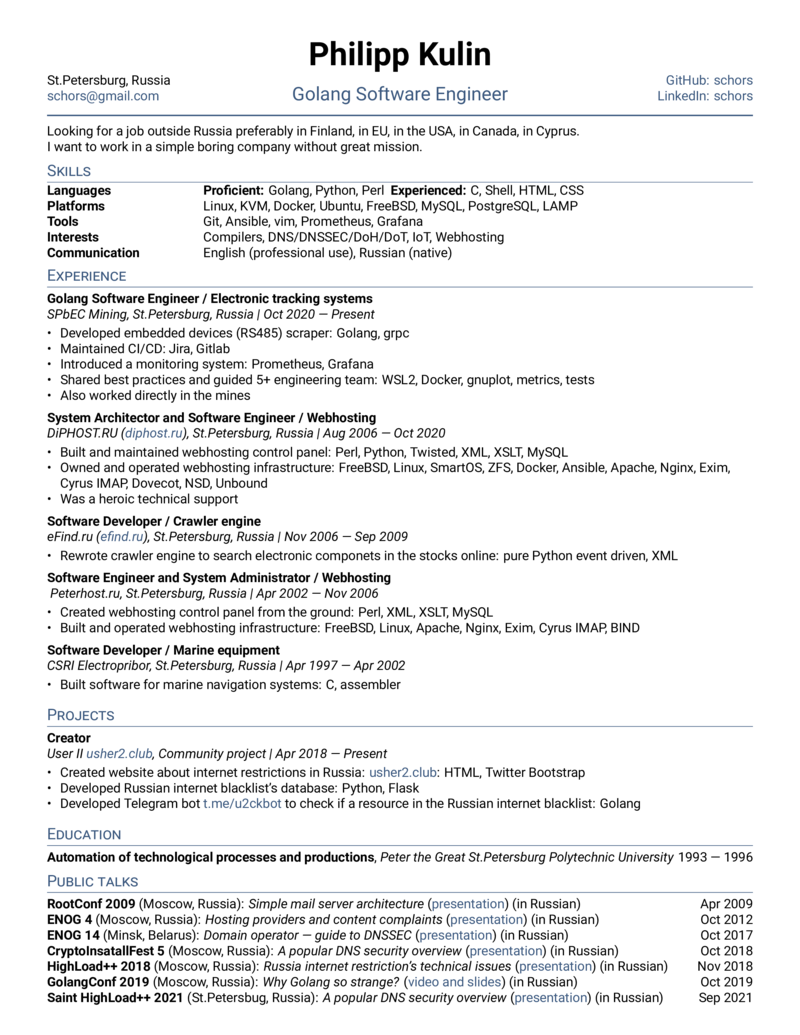 Philipp Kulin
St.Petersburg, Russia
schors@gmail.com
Golang Software Engineer
GitHub: schors
LinkedIn: schors
Looking for a job outside Russia preferably in Finland, in EU, in the USA, in Canada, in Cyprus.
I want to work in a simple boring company without great mission.
SKILLS
Languages Proficient: Golang, Python, Perl Experienced: C, Shell, HTML, CSS
Platforms Linux, KVM, Docker, Ubuntu, FreeBSD, MySQL, PostgreSQL, LAMP
Tools Git, Ansible, vim, Prometheus, Grafana
Interests Compilers, DNS/DNSSEC/DoH/DoT, IoT, Webhosting
Communication English (professional use), Russian (native)
EXPERIENCE
Golang Software Engineer / Electronic tracking systems
SPbEC Mining, St.Petersburg, Russia | Oct 2020 — Present
• Developed embedded devices (RS485) scraper: Golang, grpc
• Maintained CI/CD: Jira, Gitlab
• Introduced a monitoring system: Prometheus, Grafana
• Shared best practices and guided 5+ engineering team: WSL2, Docker, gnuplot, metrics, tests
• Also worked directly in the mines
System Architector and Software Engineer / Webhosting
DiPHOST.RU (diphost.ru), St.Petersburg, Russia | Aug 2006 — Oct 2020
• Built and maintained webhosting control panel: Perl, Python, Twisted, XML, XSLT, MySQL
• Owned and operated webhosting infrastructure: FreeBSD, Linux, SmartOS, ZFS, Docker, Ansible, Apache, Nginx, Exim,
Cyrus IMAP, Dovecot, NSD, Unbound
• Was a heroic technical support
Software Developer / Crawler engine
eFind.ru (efind.ru), St.Petersburg, Russia | Nov 2006 — Sep 2009
• Rewrote crawler engine to search electronic componets in the stocks online: pure Python event driven, XML
Software Engineer and System Administrator / Webhosting
Peterhost.ru, St.Petersburg, Russia | Apr 2002 — Nov 2006
• Created webhosting control panel from the ground: Perl, XML, XSLT, MySQL
• Built and operated webhosting infrastructure: FreeBSD, Linux, Apache, Nginx, Exim, Cyrus IMAP, BIND
Software Developer / Marine equipment
CSRI Electropribor, St.Petersburg, Russia | Apr 1997 — Apr 2002
• Built software for marine navigation systems: C, assembler
PROJECTS
Creator
User II usher2.club, Community project | Apr 2018 — Present
• Created website about internet restrictions in Russia: usher2.club: HTML, Twitter Bootstrap
• Developed Russian internet blacklist's database: Python, Flask
• Developed Telegram bot t.me/u2ckbot to check if a resource in the Russian internet blacklist: Golang
EDUCATION
Automation of technological processes and productions, Peter the Great St.Petersburg Polytechnic University 1993 — 1996
PUBLIC TALKS
RootConf 2009 (Moscow, Russia): Simple mail server architecture (presentation) (in Russian) Apr 2009
ENOG 4 (Moscow, Russia): Hosting providers and content complaints (presentation) (in Russian) Oct 2012
ENOG 14 (Minsk, Belarus): Domain operator — guide to DNSSEC (presentation) (in Russian) Oct 2017
CryptoInsatallFest 5 (Moscow, Russia): A popular DNS security overview (presentation) (in Russian) Oct 2018
HighLoad++ 2018 (Moscow, Russia): Russia internet restriction's technical issues (presentation) (in Russian) Nov 2018
GolangConf 2019 (Moscow, Russia): Why Golang so strange? (video and slides) (in Russian) Oct 2019
Saint HighLoad++ 2021 (St.Petersbug, Russia): A popular DNS security overview (presentation) (in Russian) Sep 2021